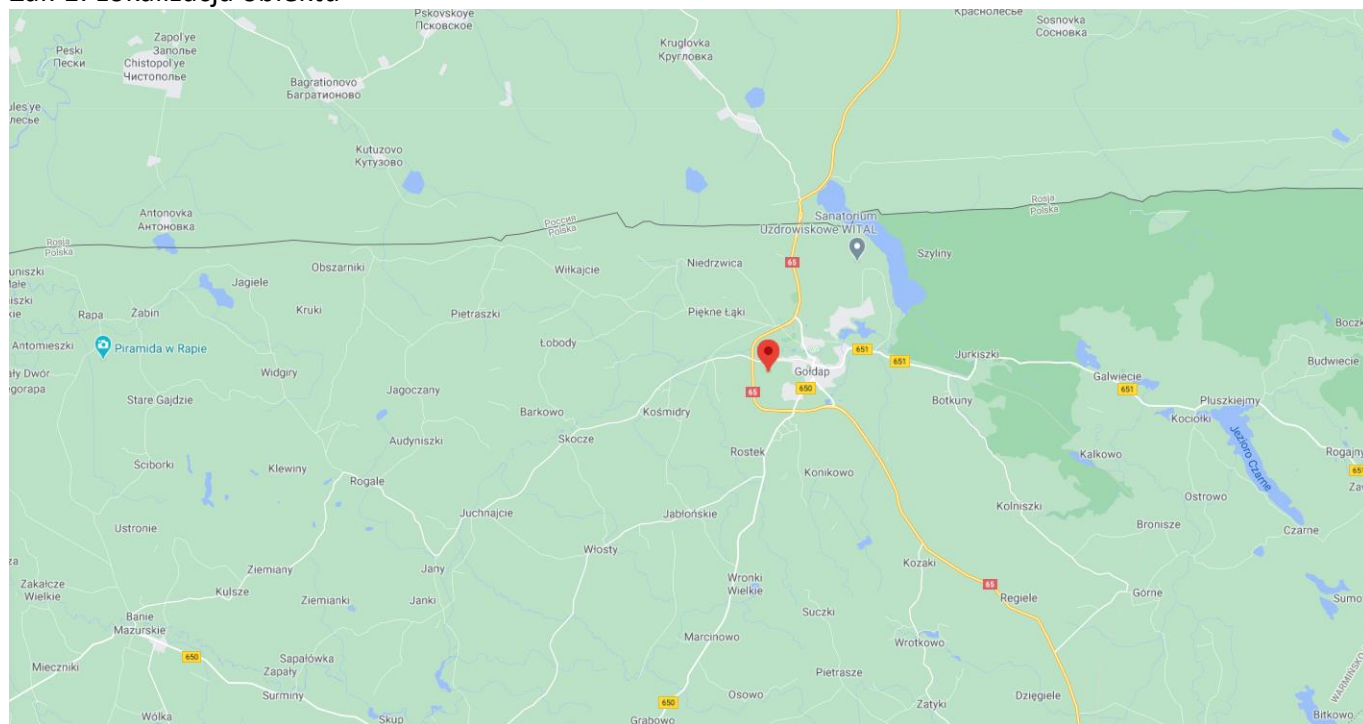 Pskovskoye
Псковское
Краснолесье
Sosnovka
Сосновка
Peski
Пески
Zapol'ye
Заполье
Chistopol'ye
Чистополье
Kruglovka
Кругловка
Bagrationovo
Багратионово
Kutuzovo
Кутузово
Antonovka
Антоновка
Rosja
Polska
Россия
Polska
Rosja
Polska
Sanatorium
Uzdrowiskowe WITAL
Szyliny
Obszarniki
Wiłkajcie
Niedrzwica
65
Jagiele
Rapa
Żabin
Kruki
Pietraszki
Piękne Łąki
Antomieszki
Piramida w Rapie
Łobody
651
Jurkiszki
651
Budwiecie
Widgiry
Gołdap
Galwiecie
651
Stare Gajdzie
Jagoczany
65
650
Botkuny
Pluszkiejmy
Barkowo
Kośmidry
Kociołki
Audyniszki
Skocze
Jezioro Czarne
Ściborki
Klewiny
Rogale
Rostek
Konikowo
Kalkowo
Rogajny
Ostrowo
Juchnajcie
Jabłońskie
Kolniszki
Ustronie
Bronisze
Czarne
Włosty
Zakałcze
Wielkie
Ziemiany
Jany
Kozaki
Kulsze
Ziemianki
Janki
Wronki
Wielkie
65
Regiele
Górne
Banie
Mazurskie
Suczki
Marcinowo
Wrotkowo
Mieczniki
650
Sapałówka
Zapały
Pietrasze
Surminy
650
Osowo
Zatyki
Dzięgiele
Wólka
Skup
Grabowo
Bitkowo